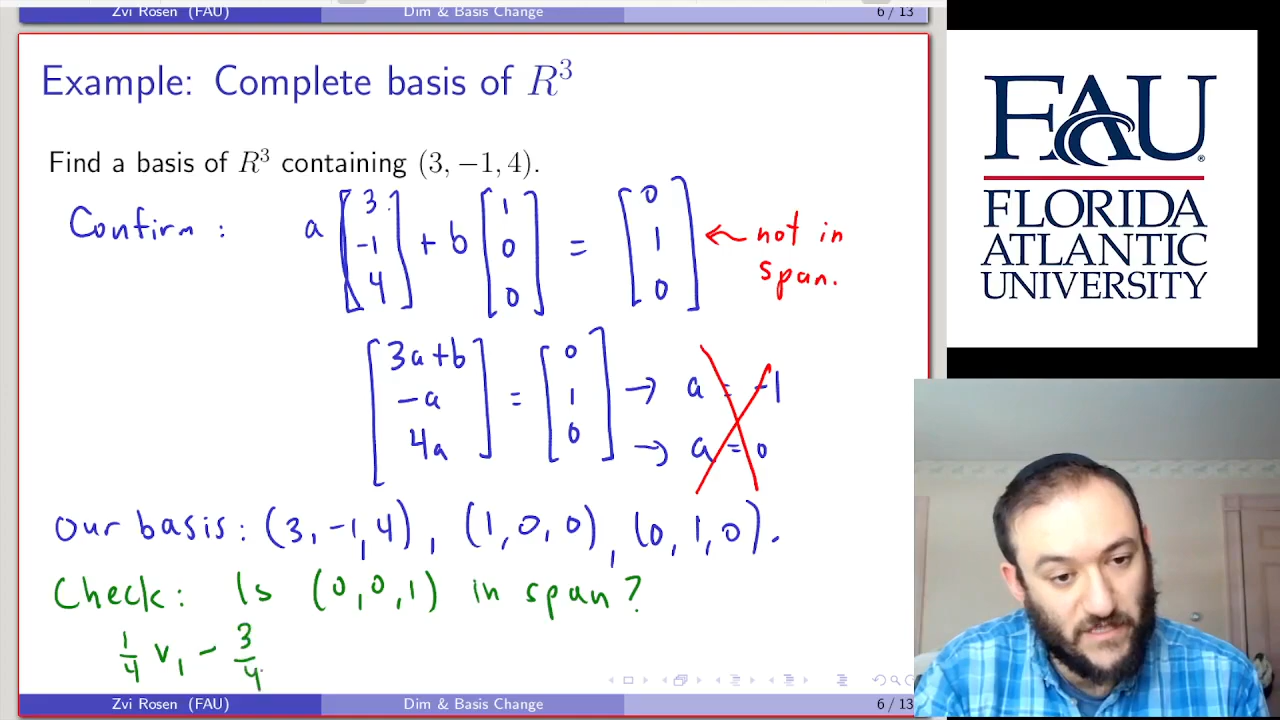 Zvi Rosen (FAU) Dim & Basis Change 6 / 13
Example: Complete basis of R³
Find a basis of R³ containing (3, −1, 4).
Confirm : a [3 -1 4] + b [1 0 0] = [0 1 0] ← not in span.
[3a+b -a 4a] = [0 1 0] → a = -1
→ a = 0
Our basis: (3, -1, 4), (1, 0, 0), (0, 1, 0).
Check: Is (0, 0, 1) in span?
1/4 v₁ - 3/4
Zvi Rosen (FAU) Dim & Basis Change 6 / 13
FAU®
FLORIDA
ATLANTIC
UNIVERSITY